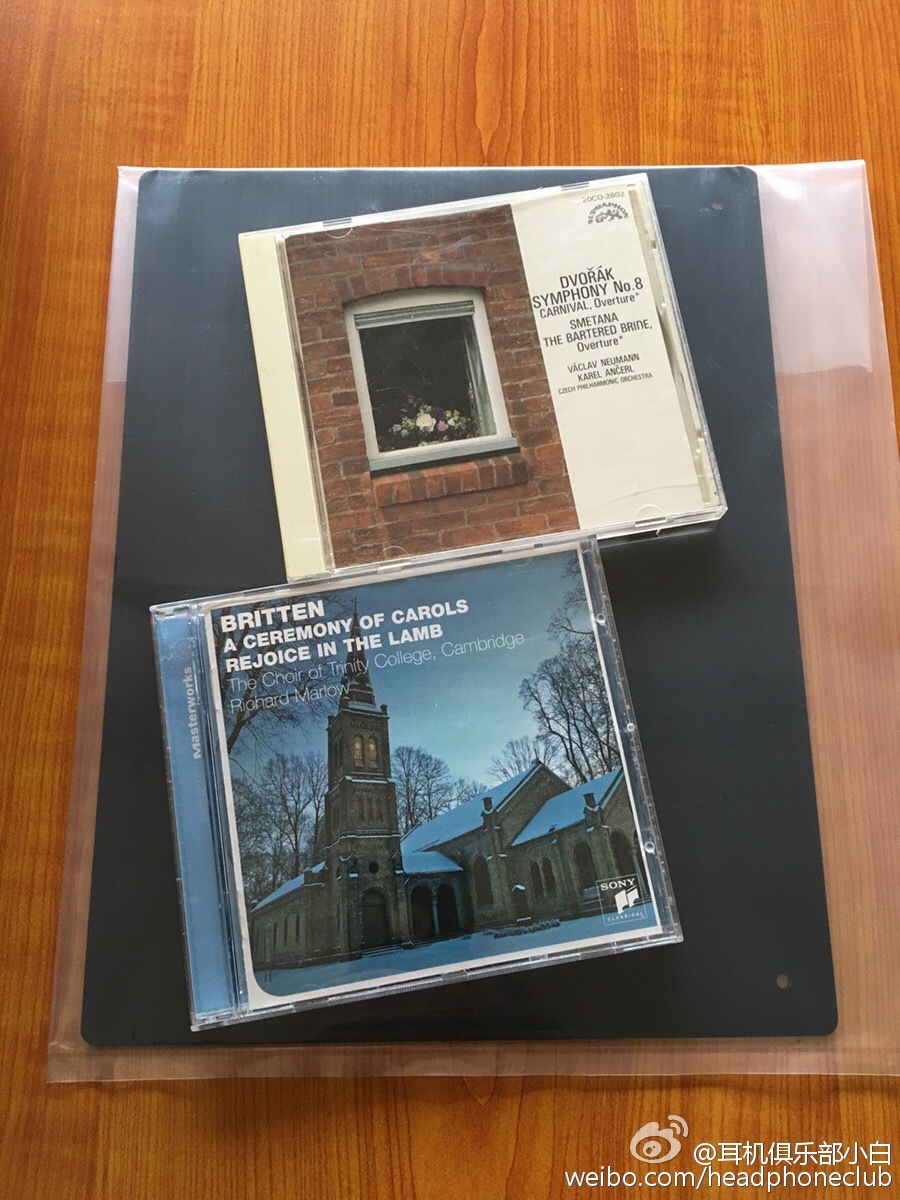 20CO-2802
SUPRAPHON
DVOŘÁK
SYMPHONY No.8
CARNIVAL, Overture*
SMETANA
THE BARTERED BRIDE,
Overture*
VÁCLAV NEUMANN
KAREL ANČERL
CZECH PHILHARMONIC ORCHESTRA
BRITTEN
A CEREMONY OF CAROLS
REJOICE IN THE LAMB
The Choir of Trinity College, Cambridge
Richard Marlow
Masterworks
SONY
CLASSICAL
@耳机俱乐部小白
weibo.com/headphoneclub